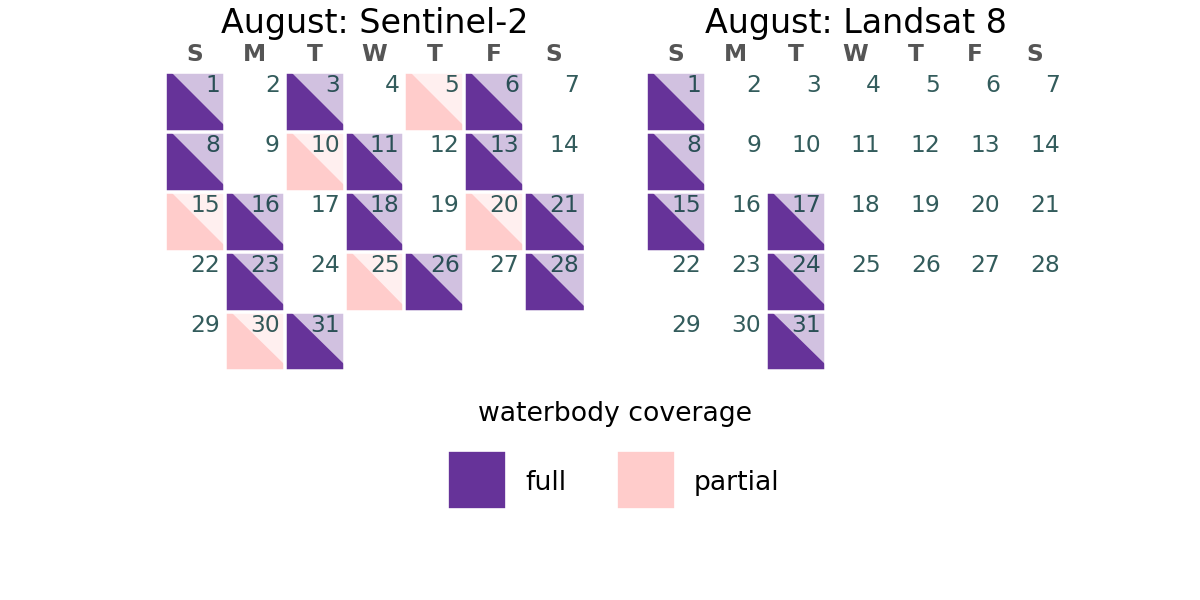 August: Sentinel-2
S M T W T F S
1 2 3 4 5 6 7
8 9 10 11 12 13 14
15 16 17 18 19 20 21
22 23 24 25 26 27 28
29 30 31
August: Landsat 8
S M T W T F S
1 2 3 4 5 6 7
8 9 10 11 12 13 14
15 16 17 18 19 20 21
22 23 24 25 26 27 28
29 30 31
waterbody coverage
full
partial